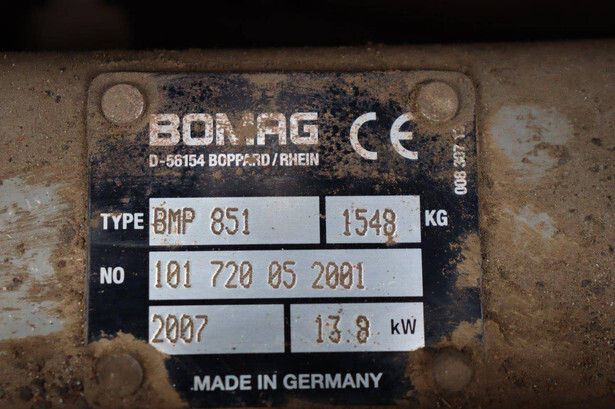 BOMAG CE
D-56154 BOPPARD/RHEIN
TYPE BMP 851 1548 KG
NO 101 720 05 2001
2007 13.8 kW
MADE IN GERMANY